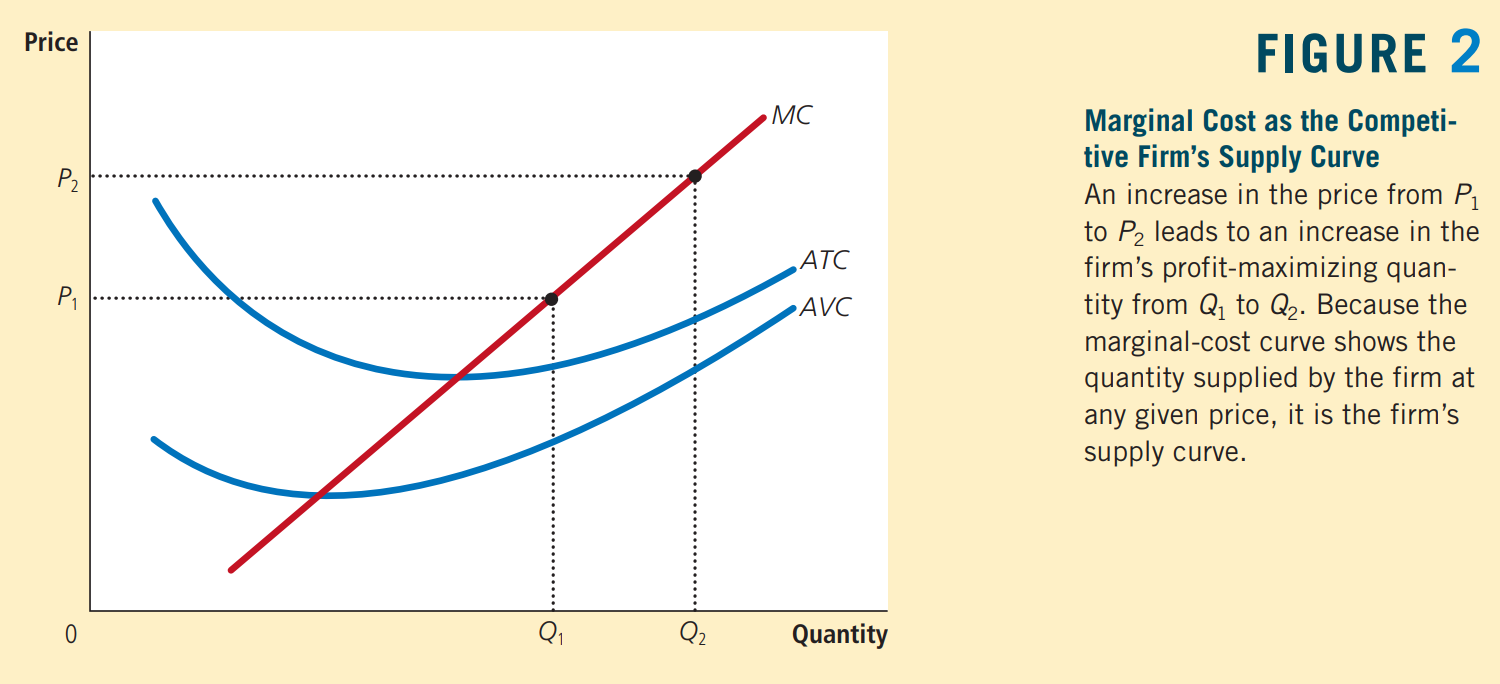 Price
MC
P2
ATC
P1
AVC
0
Q1
Q2
Quantity
FIGURE 2
Marginal Cost as the Competi-
tive Firm's Supply Curve
An increase in the price from P1
to P2 leads to an increase in the
firm's profit-maximizing quan-
tity from Q1 to Q2. Because the
marginal-cost curve shows the
quantity supplied by the firm at
any given price, it is the firm's
supply curve.